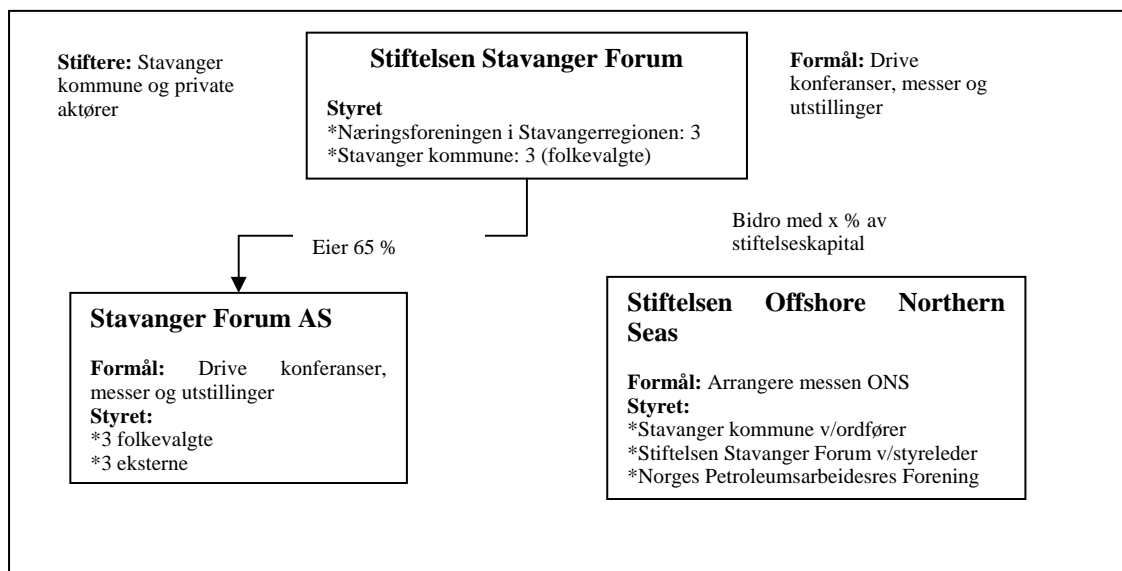 Stiftere: Stavanger
kommune og private
aktører
Stiftelsen Stavanger Forum
Styret
*Næringsforeningen i Stavangerregionen: 3
*Stavanger kommune: 3 (folkevalgte)
Formål: Drive
konferanser, messer og
utstillinger
Eier 65 %
Bidro med x % av
stiftelseskapital
Stavanger Forum AS
Formål: Drive konferanser,
messer og utstillinger
Styret:
*3 folkevalgte
*3 eksterne
Stiftelsen Offshore Northern
Seas
Formål: Arrangere messen ONS
Styret:
*Stavanger kommune v/ordfører
*Stiftelsen Stavanger Forum v/styreleder
*Norges Petroleumsarbeidesres Forening